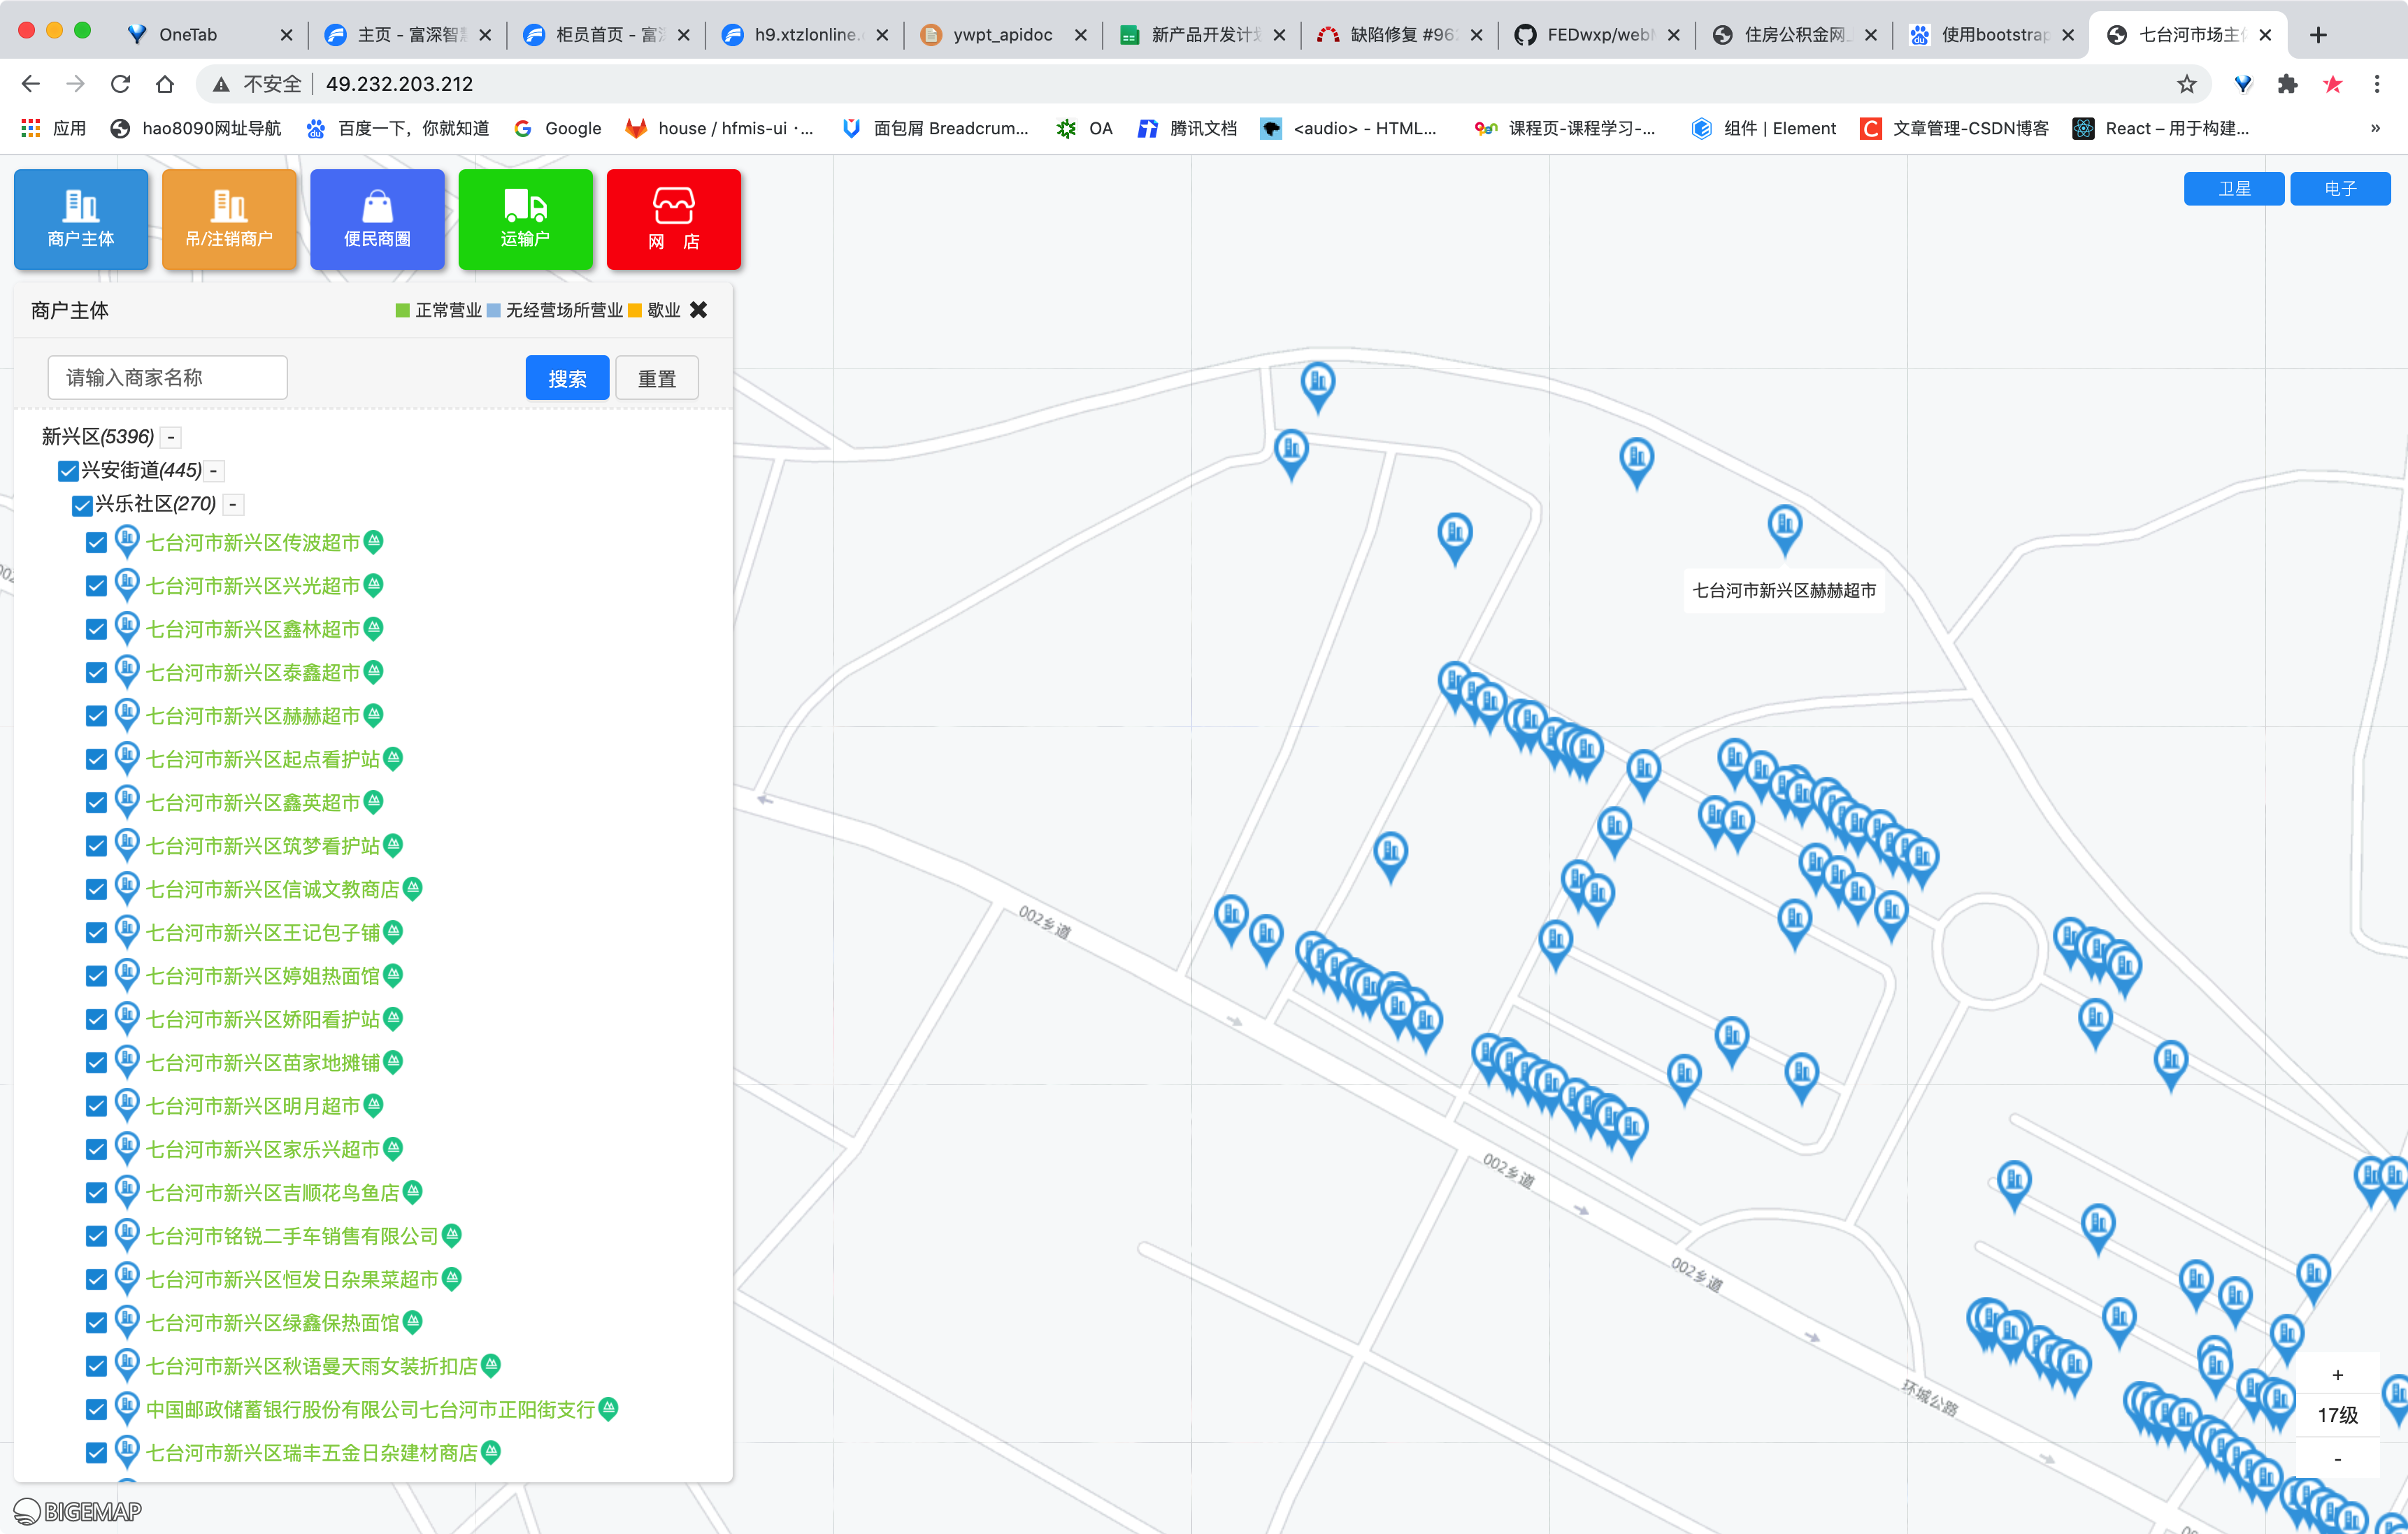 OneTab
主页 - 富深智
柜员首页 - 富
h9.xtzlonline.
ywpt_apidoc
新产品开发计
缺陷修复 #96
FEDwxp/web
住房公积金网
使用bootstrap
七台河市场主
不安全 49.232.203.212
应用
hao8090网址导航
百度一下，你就知道
Google
house / hfmis-ui ·...
面包屑 Breadcrum...
OA
腾讯文档
<audio> - HTML...
课程页-课程学习-...
组件 | Element
文章管理-CSDN博客
React – 用于构建...
»
商户主体
吊/注销商户
便民商圈
运输户
网 店
卫星
电子
商户主体
正常营业 无经营场所营业 歇业
请输入商家名称
搜索
重置
新兴区(5396) -
兴安街道(445) -
兴乐社区(270) -
七台河市新兴区传波超市
七台河市新兴区兴光超市
七台河市新兴区鑫林超市
七台河市新兴区泰鑫超市
七台河市新兴区赫赫超市
七台河市新兴区起点看护站
七台河市新兴区鑫英超市
七台河市新兴区筑梦看护站
七台河市新兴区信诚文教商店
七台河市新兴区王记包子铺
七台河市新兴区婷姐热面馆
七台河市新兴区娇阳看护站
七台河市新兴区苗家地摊铺
七台河市新兴区明月超市
七台河市新兴区家乐兴超市
七台河市新兴区吉顺花鸟鱼店
七台河市铭锐二手车销售有限公司
七台河市新兴区恒发日杂果菜超市
七台河市新兴区绿鑫保热面馆
七台河市新兴区秋语曼天雨女装折扣店
中国邮政储蓄银行股份有限公司七台河市正阳街支行
七台河市新兴区瑞丰五金日杂建材商店
七台河市新兴区赫赫超市
002乡道
002乡道
002乡道
环城公路
+
17级
-
BIGEMAP